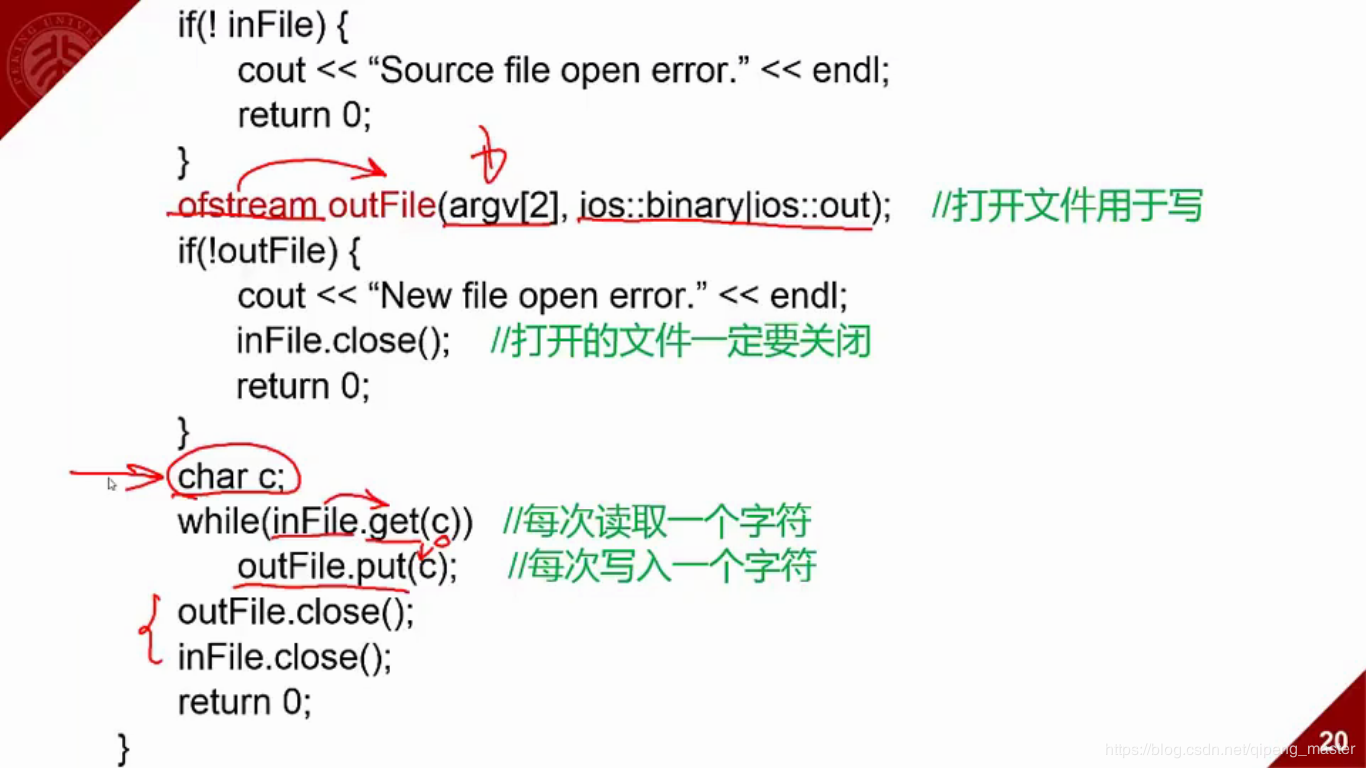 if(! inFile) {
cout << “Source file open error.” << endl;
return 0;
}
ofstream outFile(argv[2], ios::binary|ios::out); //打开文件用于写
if(!outFile) {
cout << “New file open error.” << endl;
inFile.close(); //打开的文件一定要关闭
return 0;
}
char c;
while(inFile.get(c)) //每次读取一个字符
outFile.put(c); //每次写入一个字符
outFile.close();
inFile.close();
return 0;
}
20
https://blog.csdn.net/qipang_master